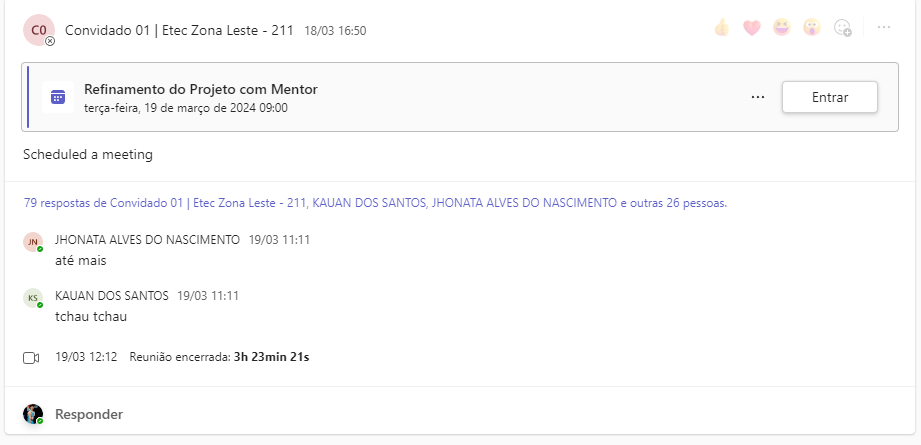 C0 Convidado 01 | Etec Zona Leste - 211 18/03 16:50
Refinamento do Projeto com Mentor
terça-feira, 19 de março de 2024 09:00
Entrar
Scheduled a meeting
79 respostas de Convidado 01 | Etec Zona Leste - 211, KAUAN DOS SANTOS, JHONATA ALVES DO NASCIMENTO e outras 26 pessoas.
JN JHONATA ALVES DO NASCIMENTO 19/03 11:11
até mais
KS KAUAN DOS SANTOS 19/03 11:11
tchau tchau
19/03 12:12 Reunião encerrada: 3h 23min 21s
Responder